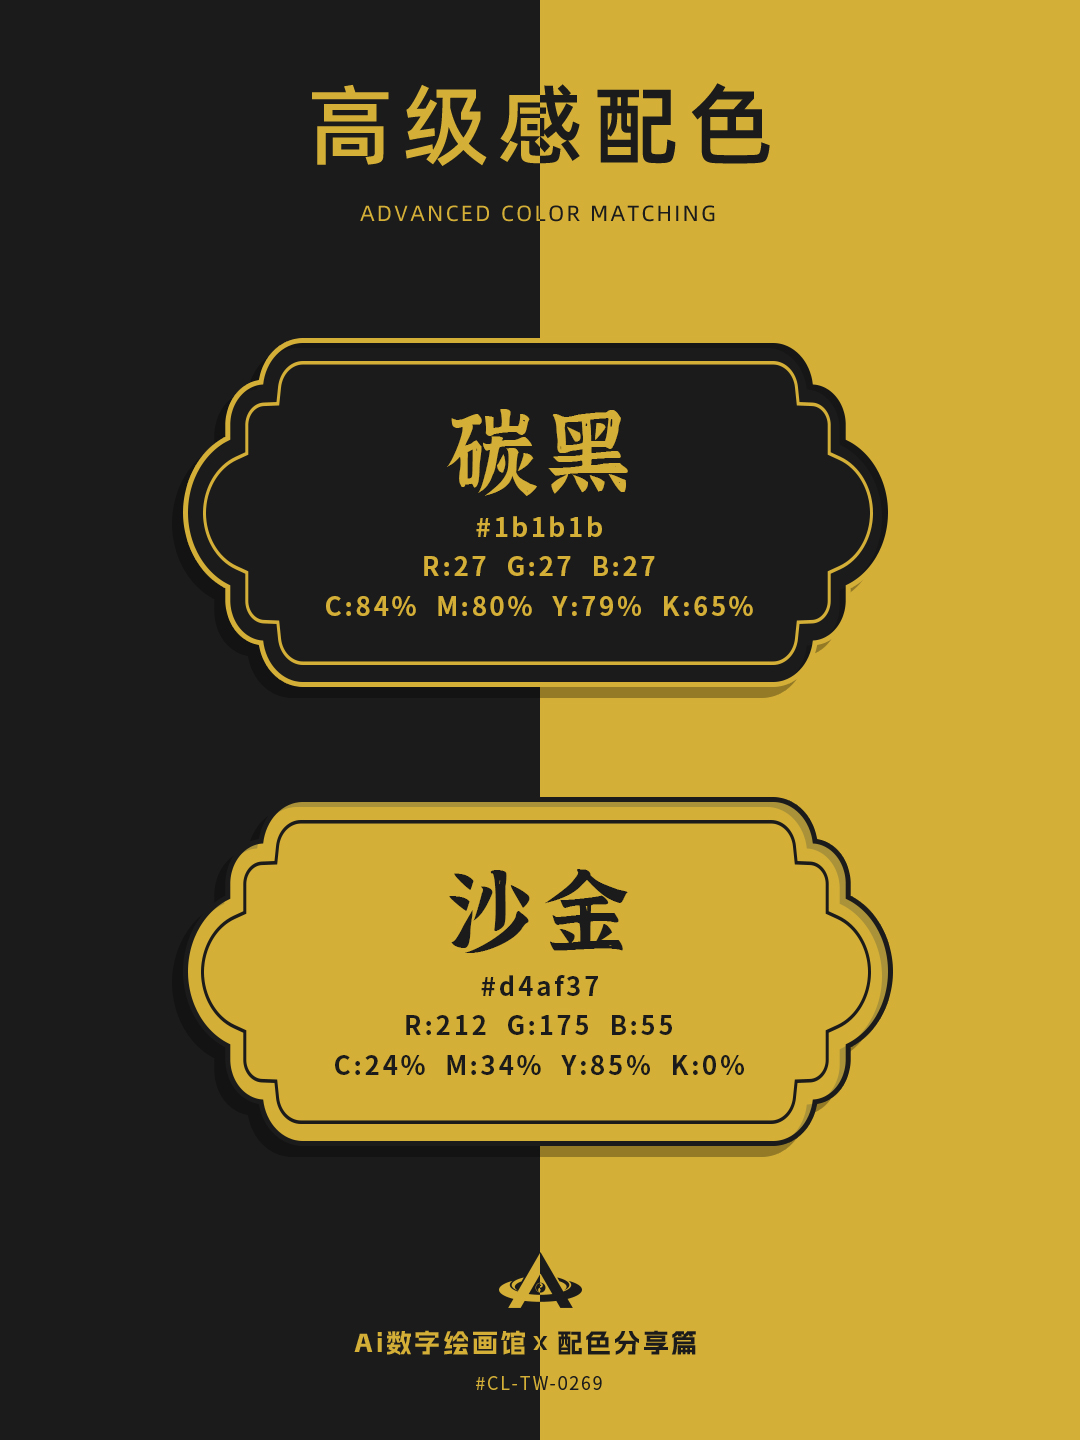 高级感配色
ADVANCED COLOR MATCHING
碳黑
#1b1b1b
R:27 G:27 B:27
C:84% M:80% Y:79% K:65%
沙金
#d4af37
R:212 G:175 B:55
C:24% M:34% Y:85% K:0%
Ai数字绘画馆 x 配色分享篇
#CL-TW-0269